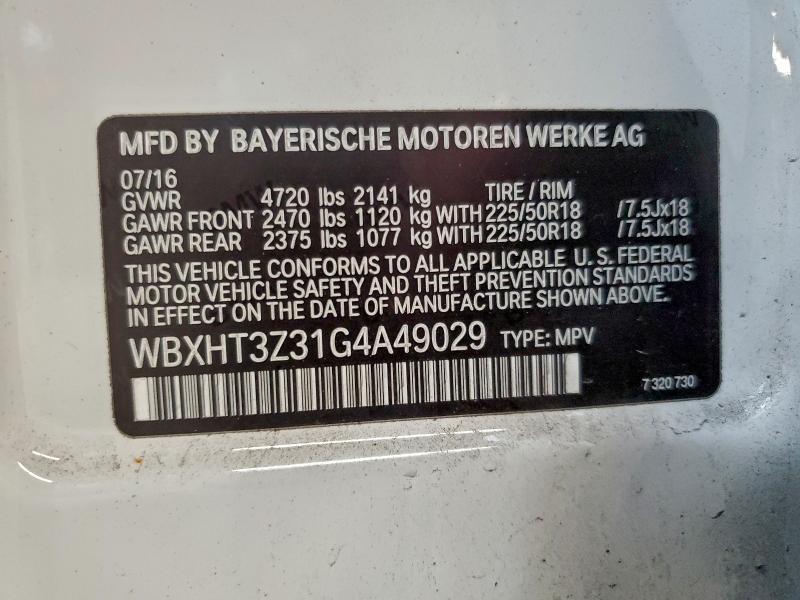 MFD BY BAYERISCHE MOTOREN WERKE AG
07/16 TIRE / RIM
GVWR 4720 lbs 2141 kg
GAWR FRONT 2470 lbs 1120 kg WITH 225/50R18 /7.5Jx18
GAWR REAR 2375 lbs 1077 kg WITH 225/50R18 /7.5Jx18
THIS VEHICLE CONFORMS TO ALL APPLICABLE U.S. FEDERAL
MOTOR VEHICLE SAFETY AND THEFT PREVENTION STANDARDS
IN EFFECT ON THE DATE OF MANUFACTURE SHOWN ABOVE.
WBXHT3Z31G4A49029 TYPE: MPV
7 320 730